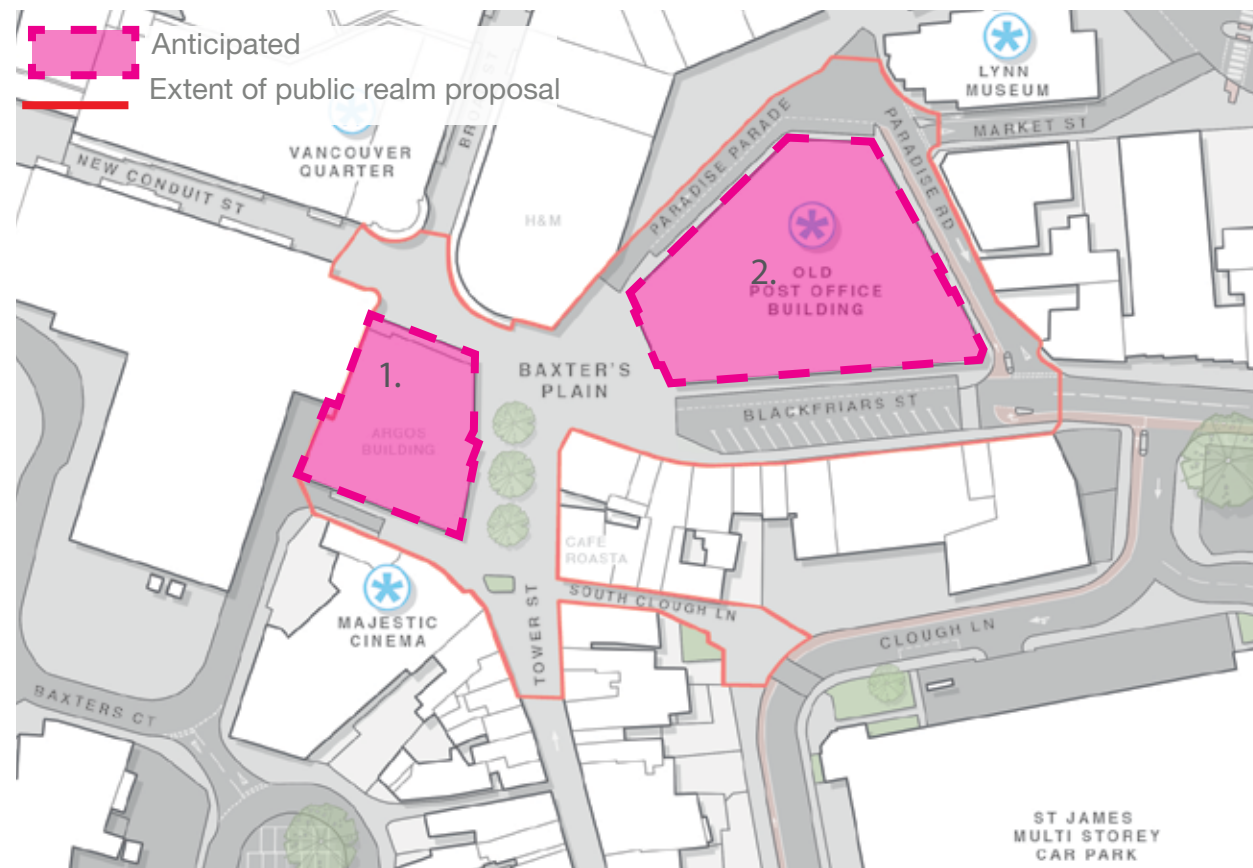 Anticipated
Extent of public realm proposal
LYNN
MUSEUM
MARKET ST
PARADISE PARADE
PARADISE RD
VANCOUVER
QUARTER
NEW CONDUIT ST
H&M
2.
OLD
POST OFFICE
BUILDING
BAXTER'S
PLAIN
1.
ARGOS
BUILDING
BLACKFRIARS ST
CAFE
ROASTA
SOUTH CLOUGH LN
TOWER ST
MAJESTIC
CINEMA
CLOUGH LN
BAXTERS CT
ST JAMES
MULTI STOREY
CAR PARK